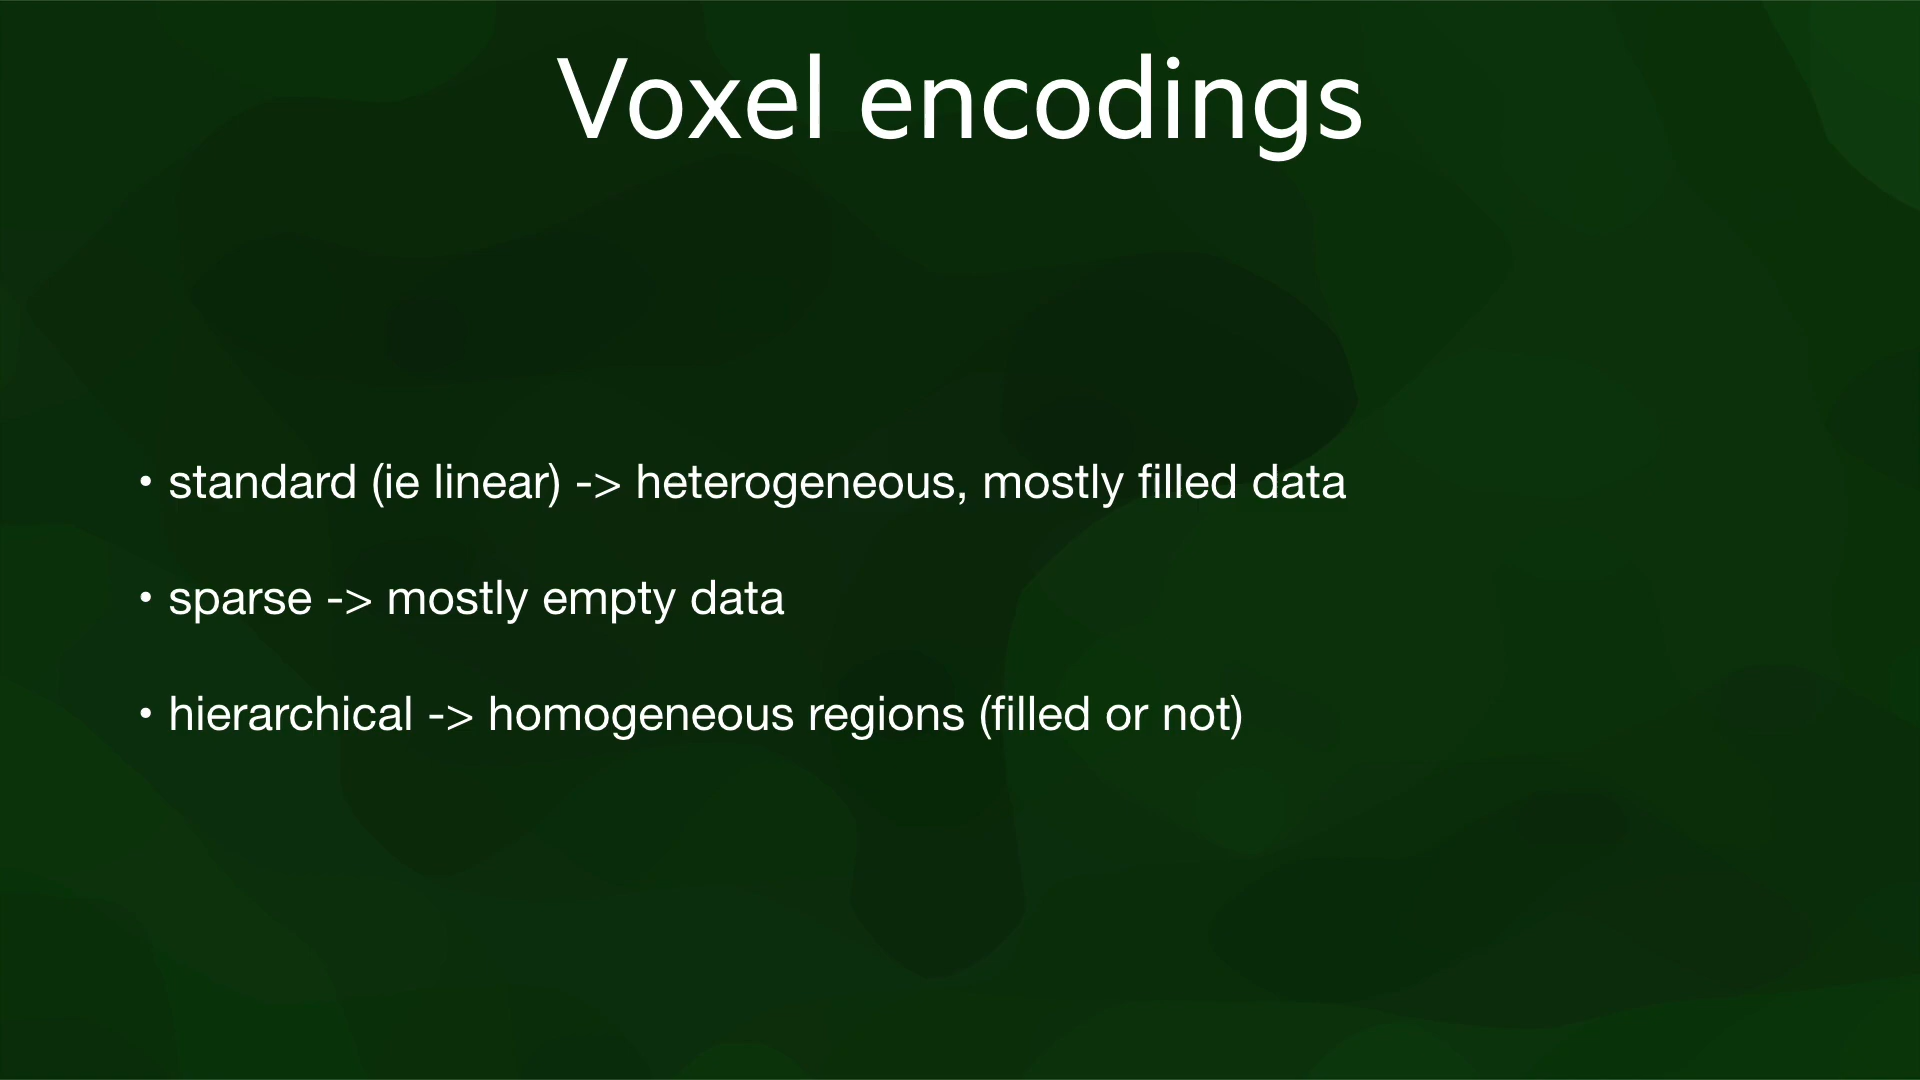 Voxel encodings
• standard (ie linear) -> heterogeneous, mostly filled data
• sparse -> mostly empty data
• hierarchical -> homogeneous regions (filled or not)